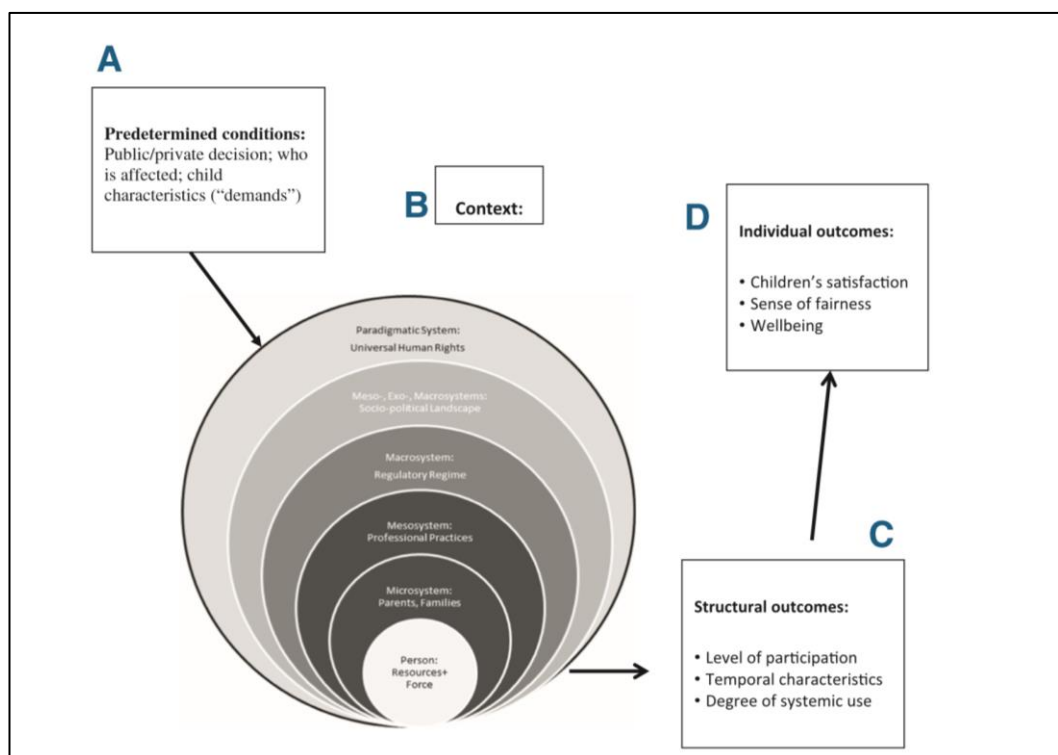 A
Predetermined conditions:
Public/private decision; who
is affected; child
characteristics (“demands”)
B
Context:
Paradigmatic System:
Universal Human Rights
Meso-, Exo-, Macrosystems:
Socio-political Landscape
Macrosystem:
Regulatory Regime
Mesosystem:
Professional Practices
Microsystem:
Parents, Families
Person:
Resources+
Force
C
Structural outcomes:
• Level of participation
• Temporal characteristics
• Degree of systemic use
D
Individual outcomes:
• Children’s satisfaction
• Sense of fairness
• Wellbeing